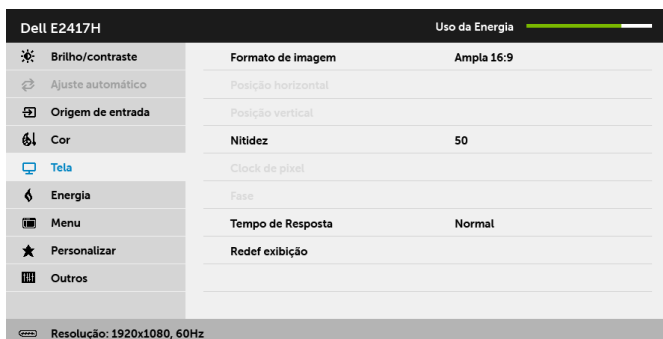 Dell E2417H Uso da Energia
Brilho/contraste Formato de imagem Ampla 16:9
Ajuste automático Posição horizontal
Origem de entrada Posição vertical
Cor Nitidez 50
Tela Clock de pixel
Energia Fase
Menu Tempo de Resposta Normal
Personalizar Redef exibição
Outros
Resolução: 1920x1080, 60Hz